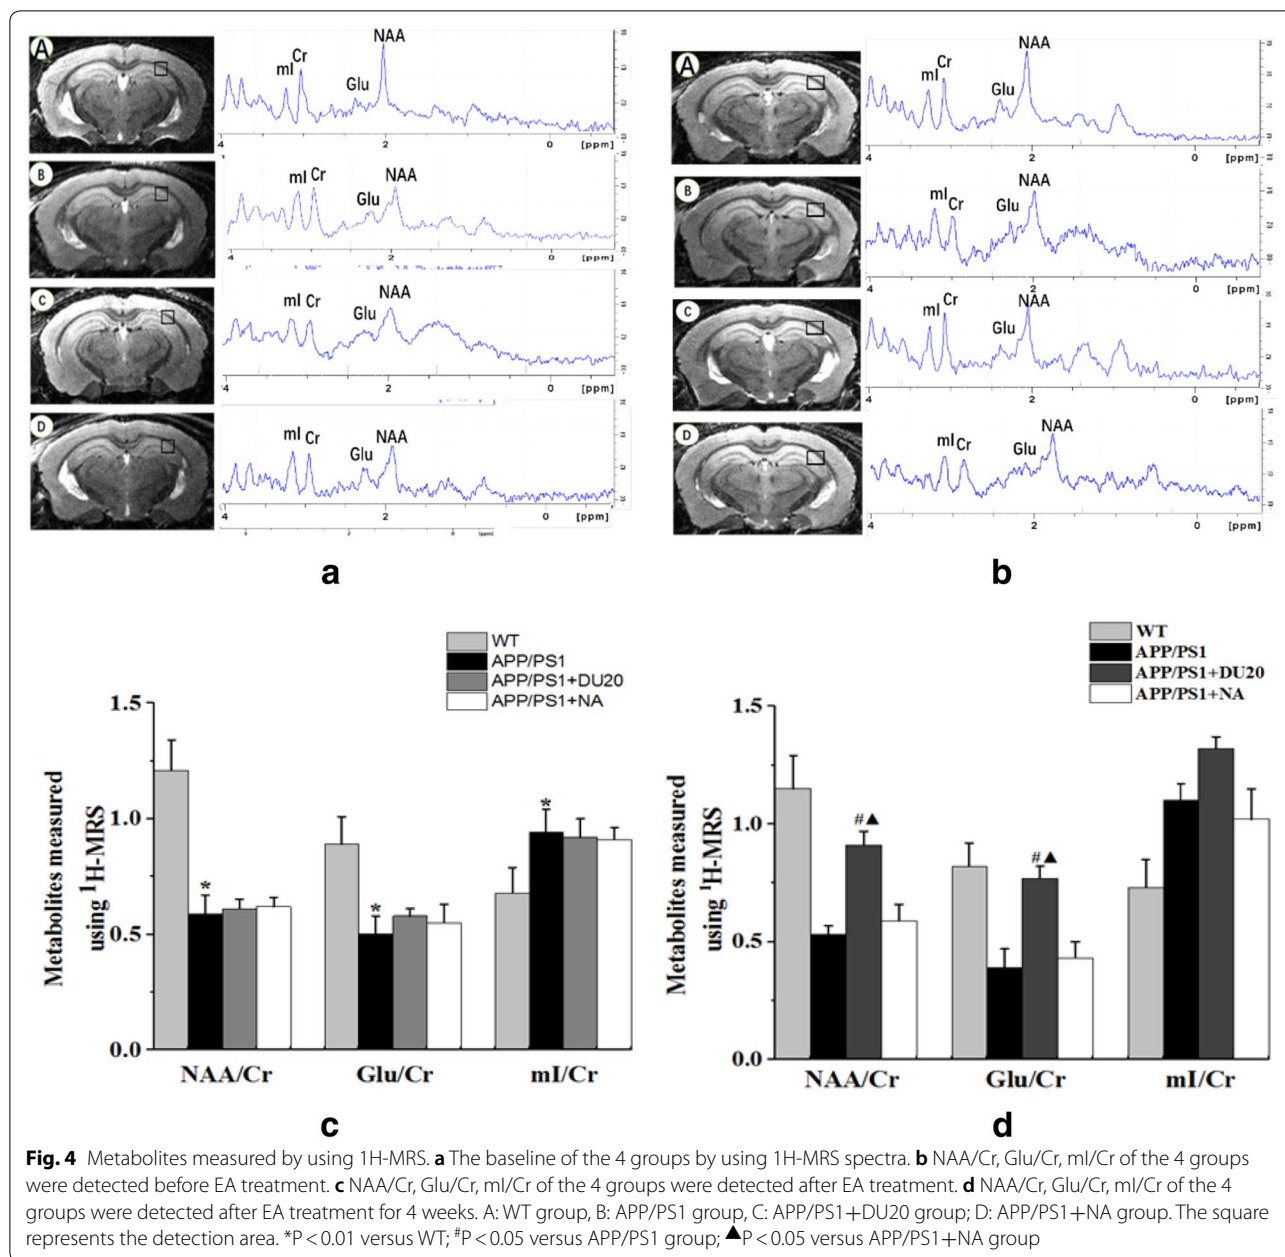 A
NAA
Cr
mI
Glu
4
2
0
[ppm]
B
NAA
mI
Cr
Glu
4
2
0
[ppm]
C
NAA
mI
Cr
Glu
4
2
0
[ppm]
D
NAA
mI
Cr
Glu
4
2
0
[ppm]
a
A
NAA
Cr
mI
Glu
4
2
0
[ppm]
B
NAA
mI
Cr
Glu
4
2
0
[ppm]
C
NAA
Cr
mI
Glu
4
2
0
[ppm]
D
NAA
mI
Cr
Glu
4
2
0
[ppm]
b
WT
APP/PS1
APP/PS1+DU20
APP/PS1+NA
Metabolites measured
using ¹H-MRS
1.5
1.0
0.5
0.0
*
*
*
NAA/Cr
Glu/Cr
mI/Cr
c
WT
APP/PS1
APP/PS1+DU20
APP/PS1+NA
Metabolites measured
using ¹H-MRS
1.5
1.0
0.5
0.0
#▲
#▲
NAA/Cr
Glu/Cr
mI/Cr
d
Fig. 4 Metabolites measured by using 1H-MRS. a The baseline of the 4 groups by using 1H-MRS spectra. b NAA/Cr, Glu/Cr, mI/Cr of the 4 groups
were detected before EA treatment. c NAA/Cr, Glu/Cr, mI/Cr of the 4 groups were detected after EA treatment. d NAA/Cr, Glu/Cr, mI/Cr of the 4
groups were detected after EA treatment for 4 weeks. A: WT group, B: APP/PS1 group, C: APP/PS1+DU20 group; D: APP/PS1+NA group. The square
represents the detection area. *P < 0.01 versus WT; #P < 0.05 versus APP/PS1 group; ▲P < 0.05 versus APP/PS1+NA group